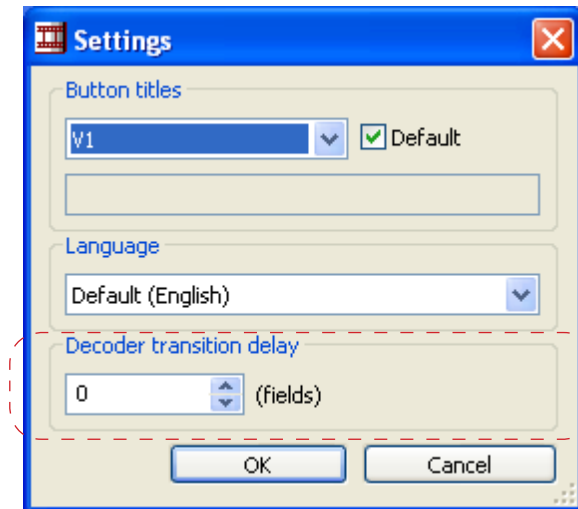 Settings
Button titles
V1 Default
Language
Default (English)
Decoder transition delay
0 (fields)
OK Cancel